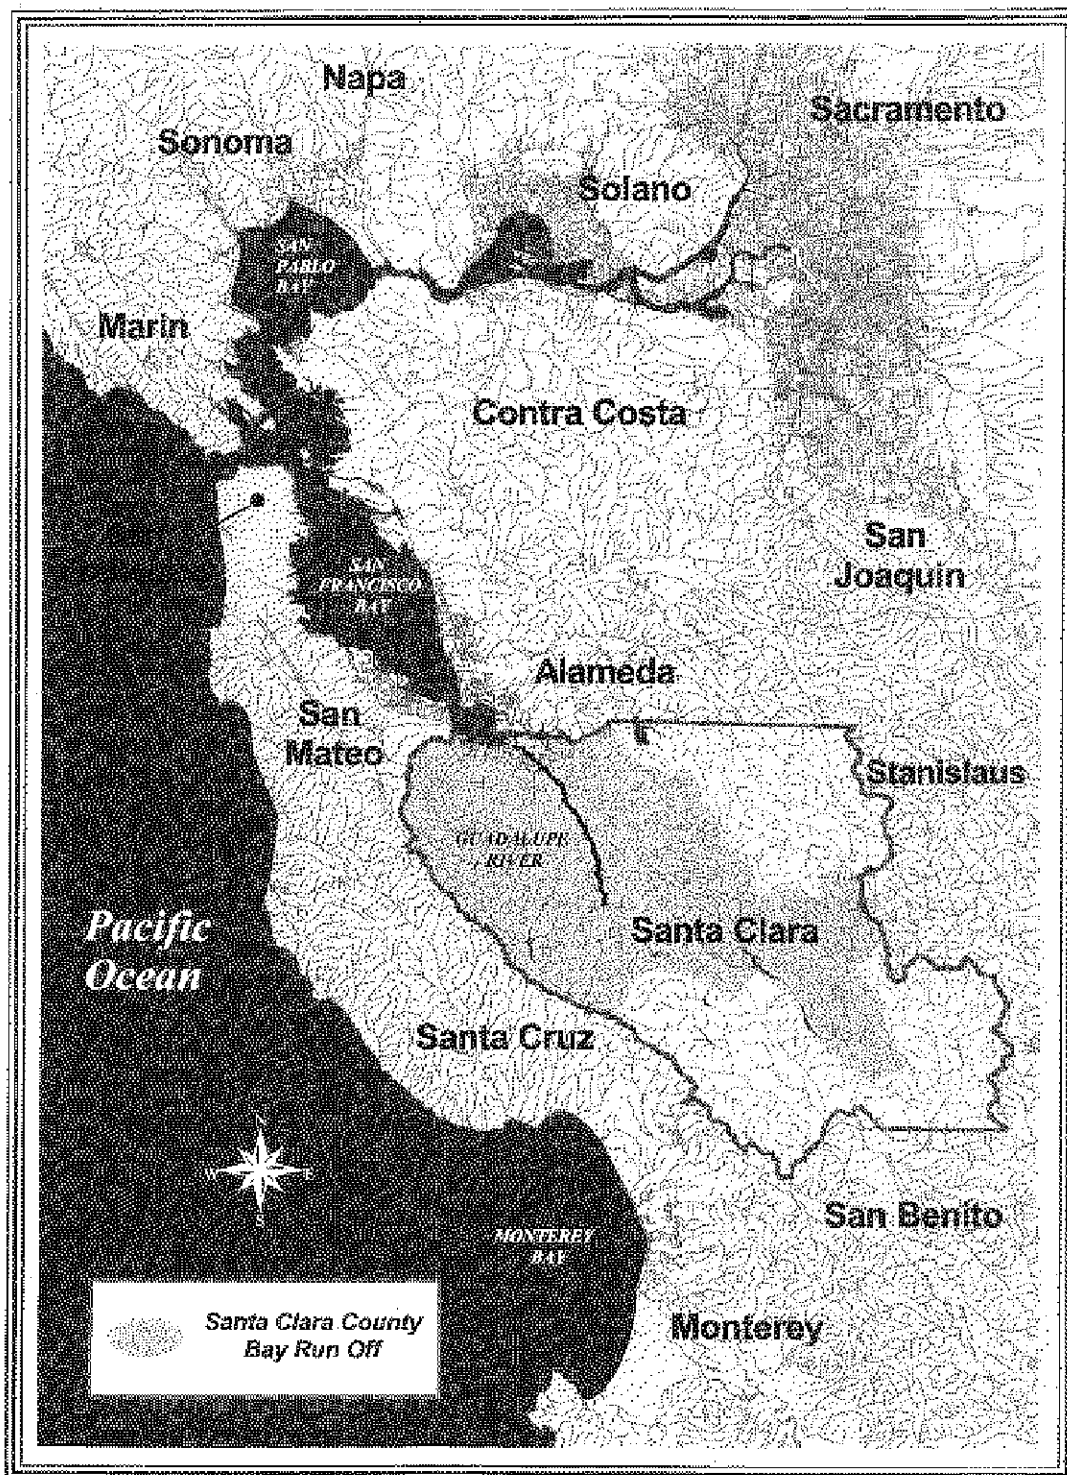 Napa
Sacramento
Sonoma
Solano
SAN
PABLO
BAY
Marin
Contra Costa
San
Joaquin
SAN
FRANCISCO
BAY
Alameda
San
Mateo
Stanislaus
GUADALUPE
RIVER
Santa Clara
Pacific
Ocean
Santa Cruz
N
W E
S
San Benito
MONTEREY
BAY
Santa Clara County
Bay Run Off
Monterey